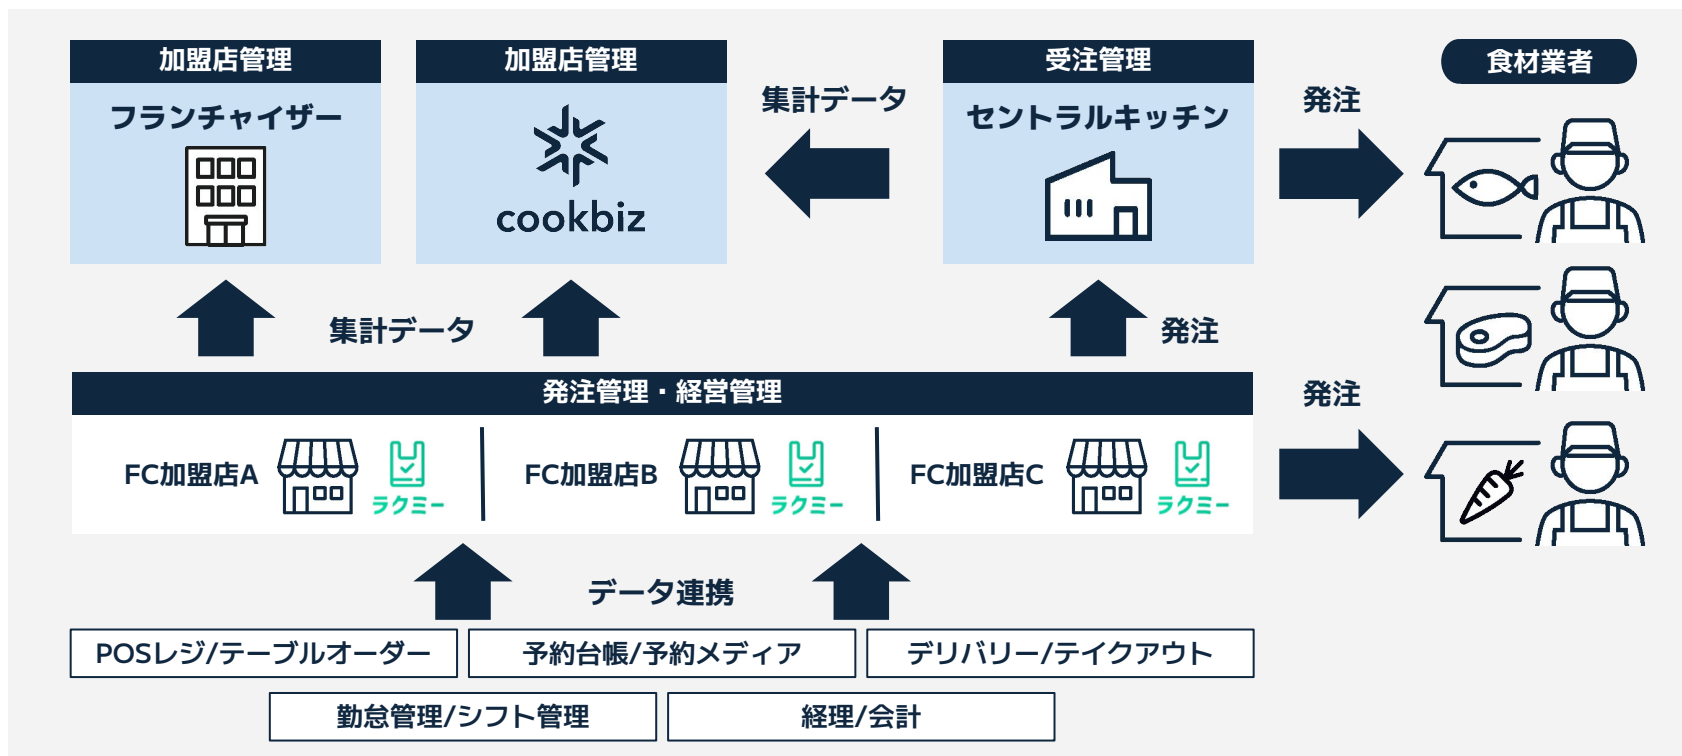 加盟店管理
フランチャイザー
加盟店管理
cookbiz
集計データ
受注管理
セントラルキッチン
発注
食材業者
集計データ
発注
発注管理・経営管理
FC加盟店A
ラクミー
FC加盟店B
ラクミー
FC加盟店C
ラクミー
発注
データ連携
POSレジ/テーブルオーダー
予約台帳/予約メディア
デリバリー/テイクアウト
勤怠管理/シフト管理
経理/会計